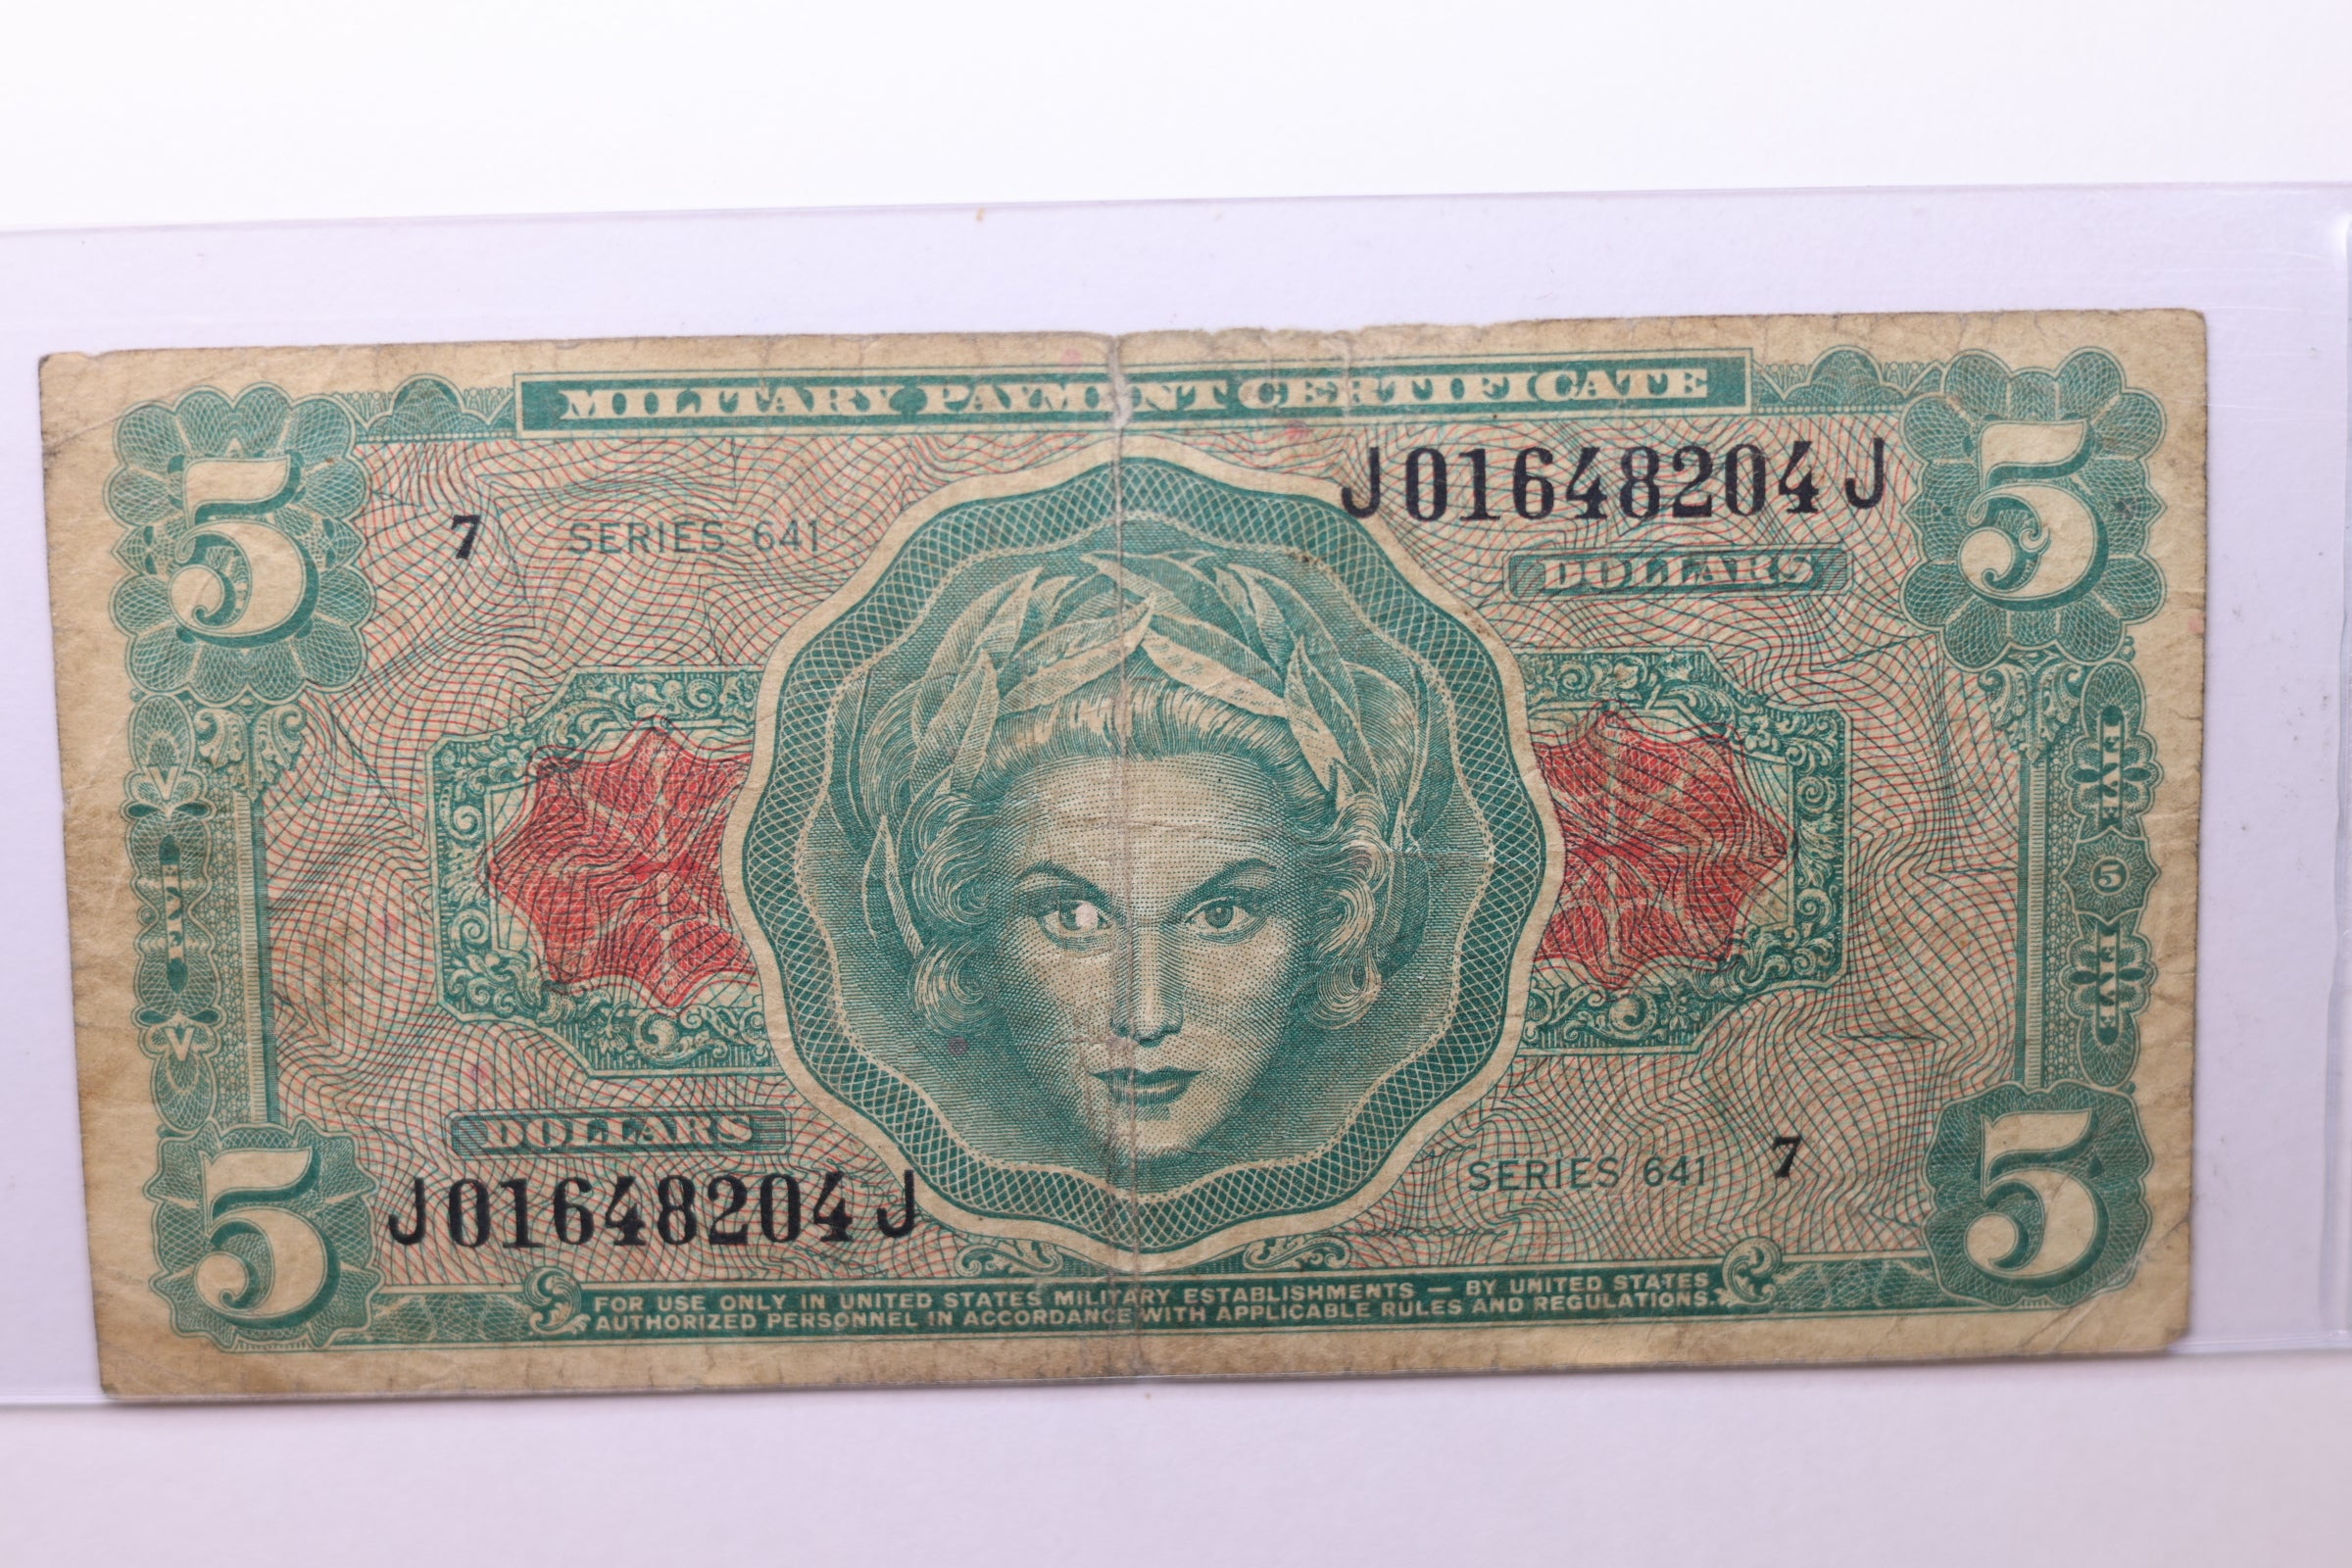 MILITARY PAYMENT CERTIFICATE
5
5
J01648204J
7 SERIES 641
DOLLARS
FIVE
FIVE
5
FIVE
DOLLARS
J01648204J
SERIES 641 7
5
5
FOR USE ONLY IN UNITED STATES MILITARY ESTABLISHMENTS — BY UNITED STATES
AUTHORIZED PERSONNEL IN ACCORDANCE WITH APPLICABLE RULES AND REGULATIONS.